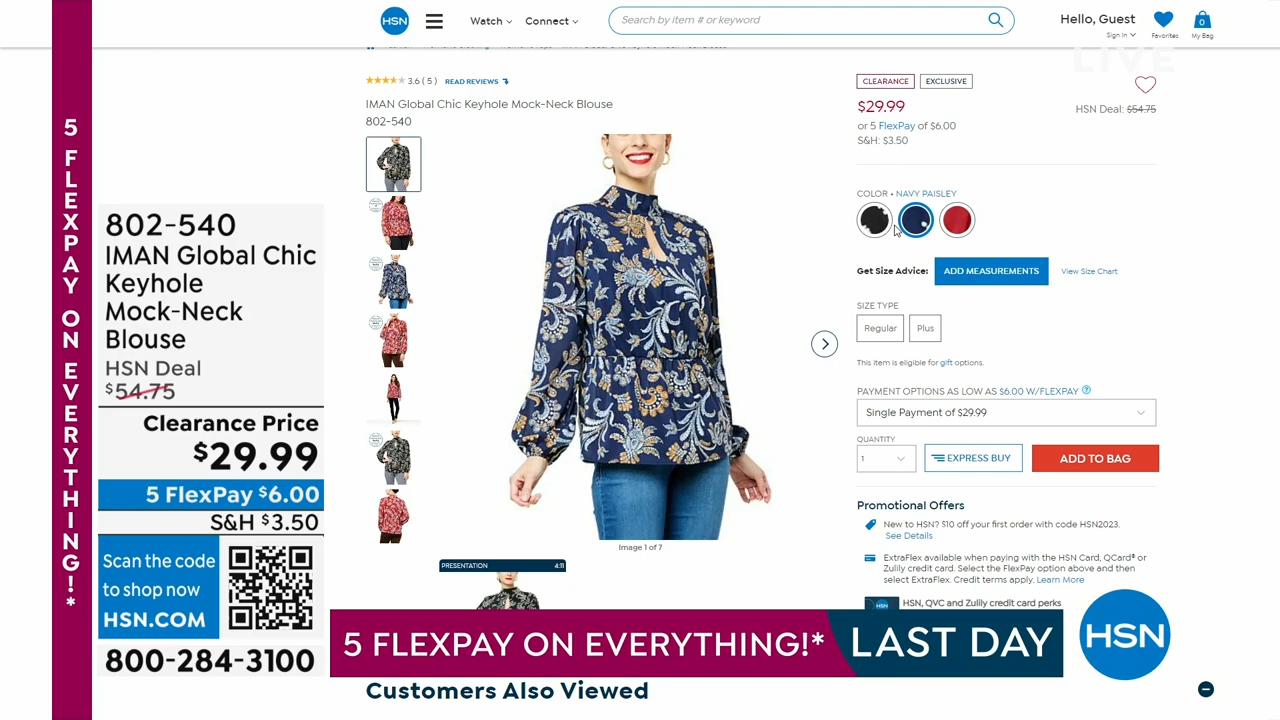 HSN
Watch
Connect
Search by item # or keyword
Hello, Guest
Sign In
Favorites
0
My Bag
LIVE
3.6 ( 5 )
READ REVIEWS
IMAN Global Chic Keyhole Mock-Neck Blouse
802-540
CLEARANCE
EXCLUSIVE
$29.99
HSN Deal: $54.75
or 5 FlexPay of $6.00
S&H: $3.50
COLOR • NAVY PAISLEY
Get Size Advice:
ADD MEASUREMENTS
View Size Chart
SIZE TYPE
Regular
Plus
This item is eligible for gift options.
PAYMENT OPTIONS AS LOW AS $6.00 W/FLEXPAY
Single Payment of $29.99
QUANTITY
1
EXPRESS BUY
ADD TO BAG
Promotional Offers
New to HSN? $10 off your first order with code HSN2023.
See Details
ExtraFlex available when paying with the HSN Card, QCard® or
Zulily credit card. Select the FlexPay option above and then
select ExtraFlex. Credit terms apply. Learn More
HSN
HSN, QVC and Zulily credit card perks
Image 1 of 7
PRESENTATION
4:11
5 FLEXPAY ON EVERYTHING!*
802-540
IMAN Global Chic
Keyhole
Mock-Neck
Blouse
HSN Deal
$54.75
Clearance Price
$29.99
5 FlexPay $6.00
S&H $3.50
Scan the code
to shop now
HSN.COM
800-284-3100
5 FLEXPAY ON EVERYTHING!*
LAST DAY
HSN
Customers Also Viewed